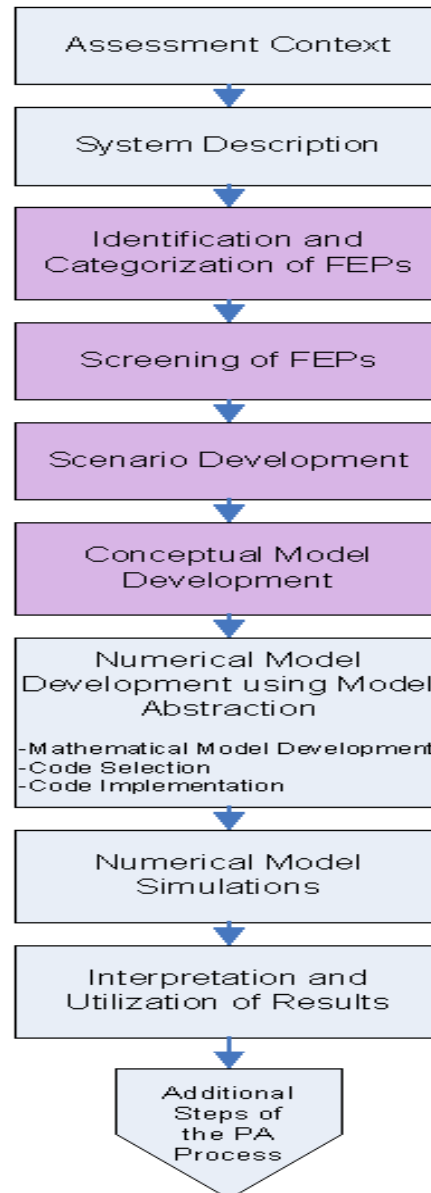 Assessment Context
System Description
Identification and
Categorization of FEPs
Screening of FEPs
Scenario Development
Conceptual Model
Development
Numerical Model
Development using Model
Abstraction
-Mathematical Model Development
-Code Selection
-Code Implementation
Numerical Model
Simulations
Interpretation and
Utilization of Results
Additional
Steps of
the PA
Process